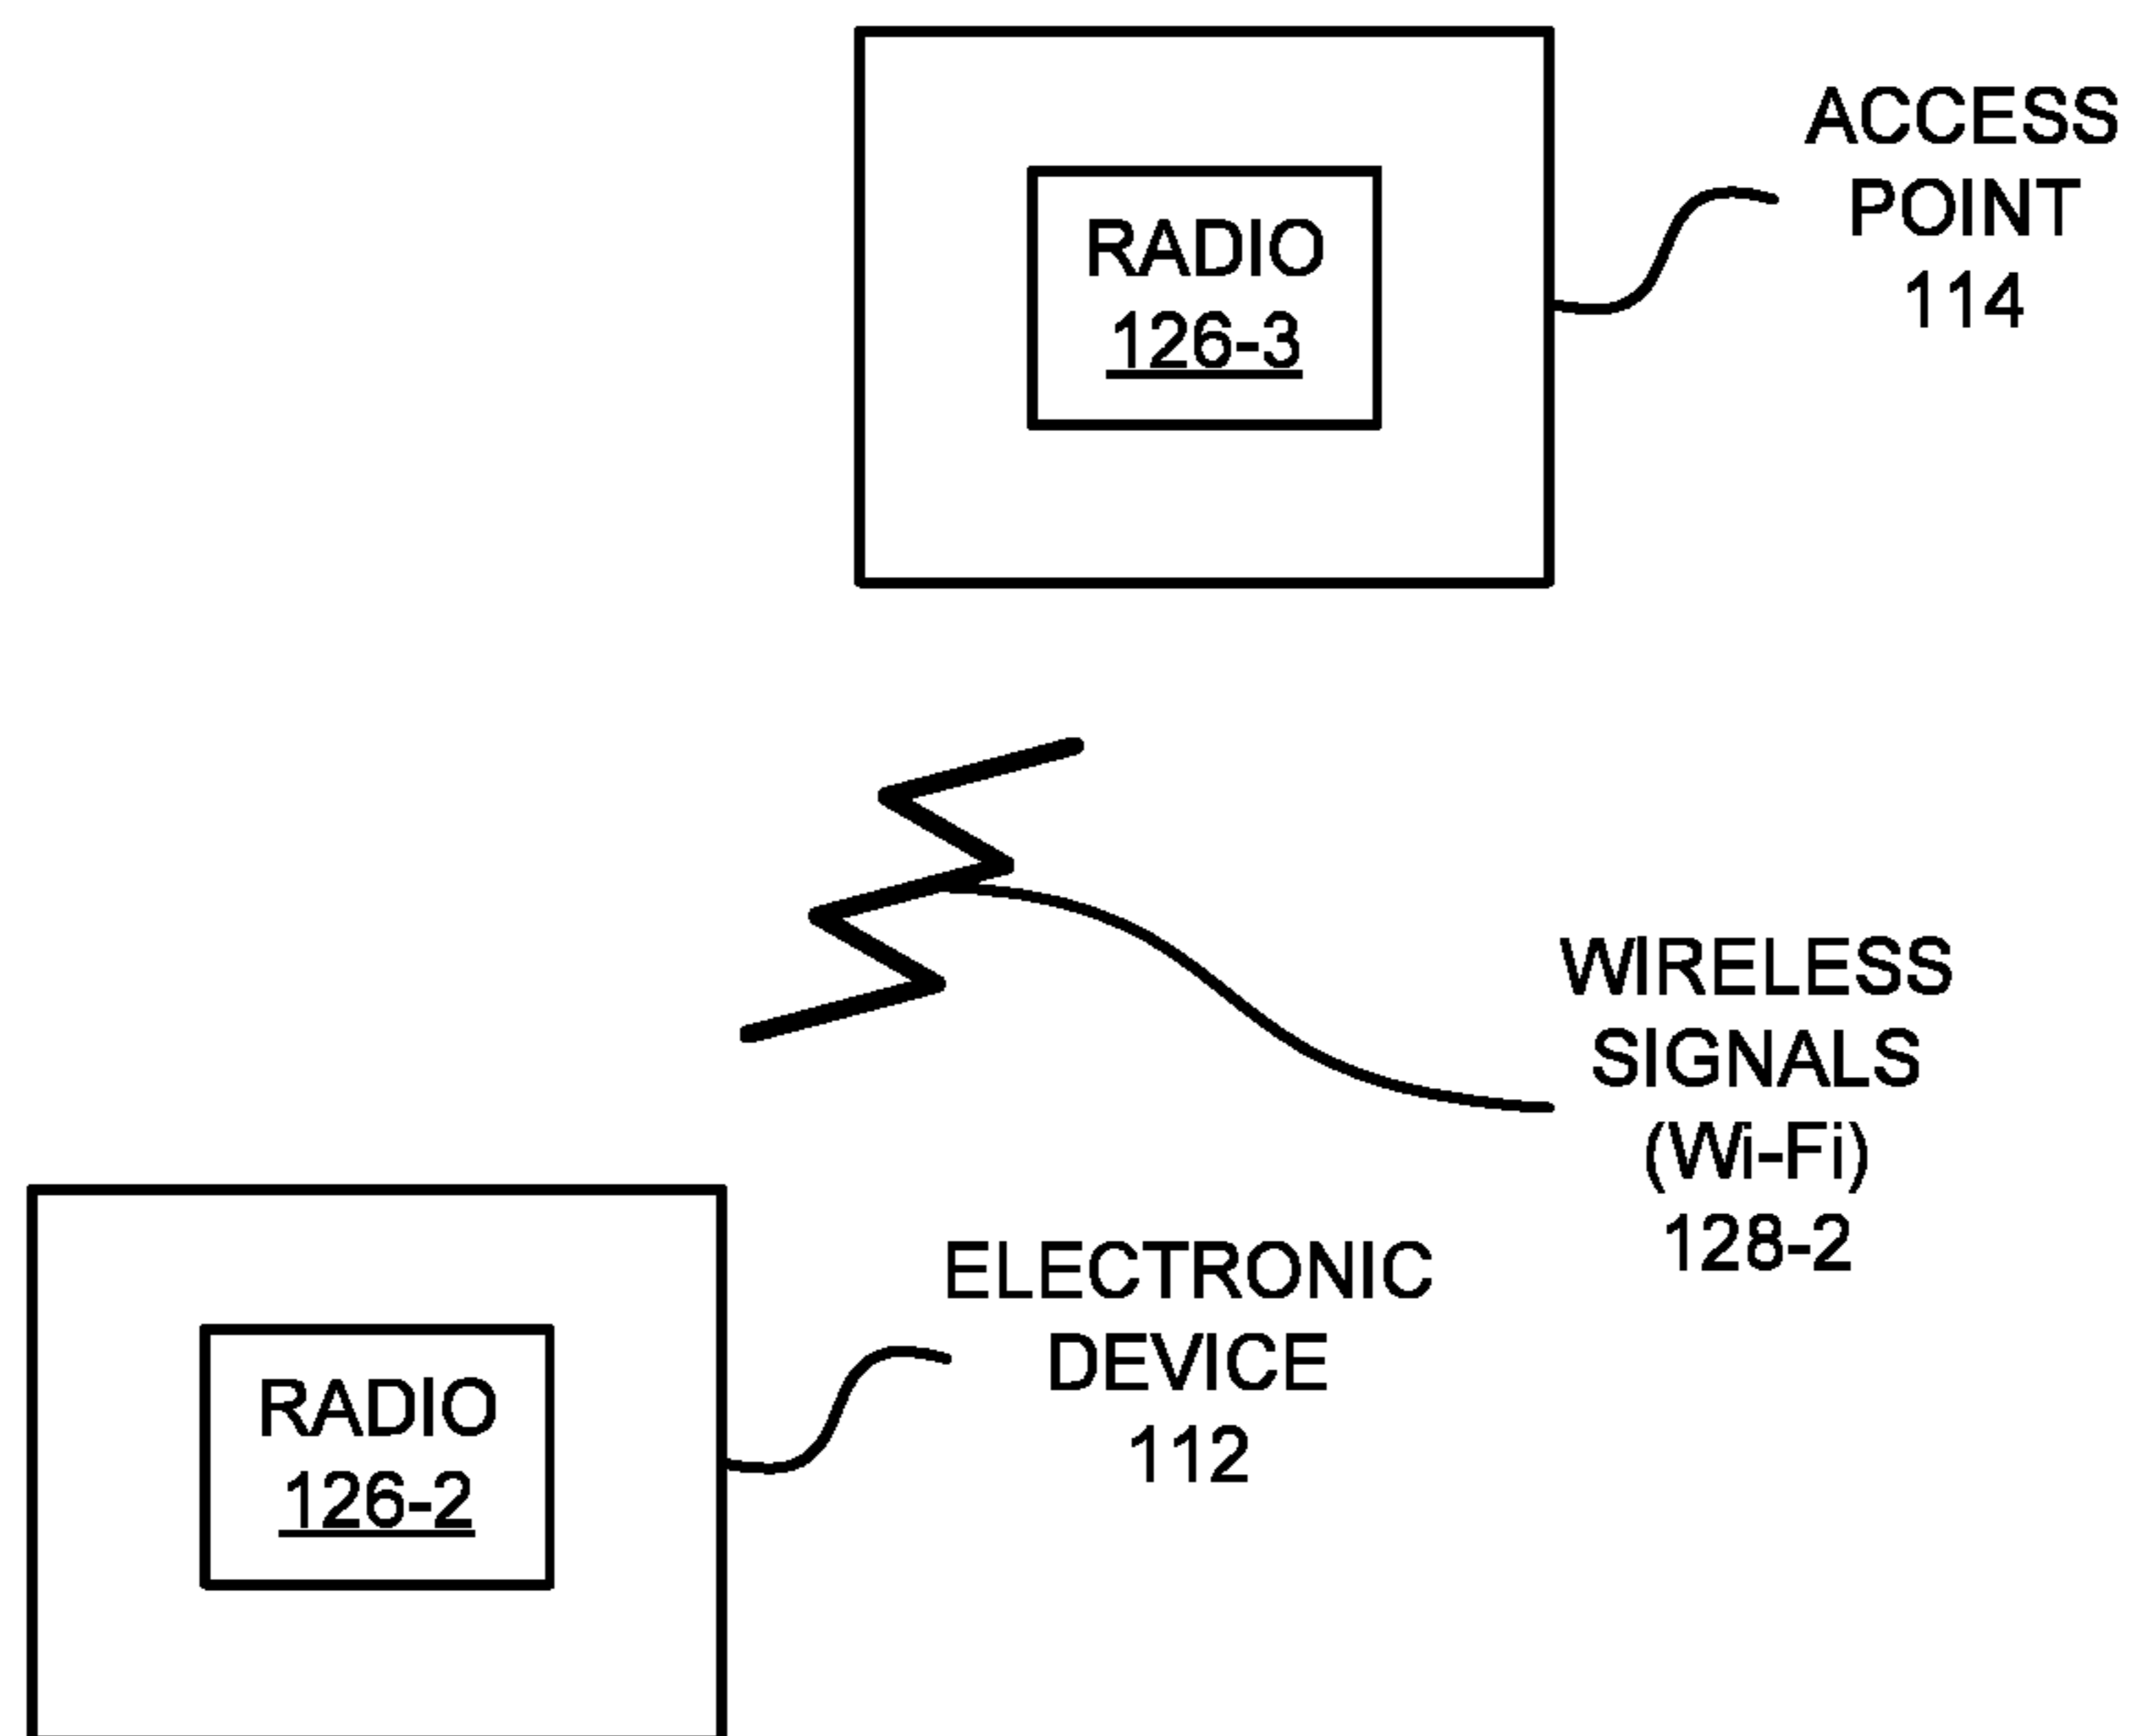 ACCESS
POINT
114
RADIO
126-3
WIRELESS
SIGNALS
(Wi-Fi)
128-2
ELECTRONIC
DEVICE
112
RADIO
126-2